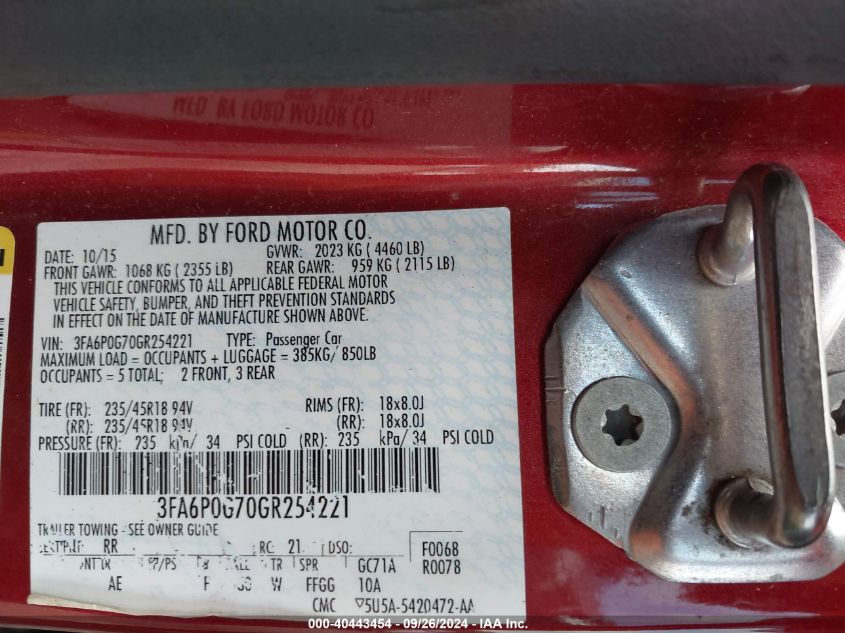 MFD. BY FORD MOTOR CO.
MFD. BY FORD MOTOR CO.
DATE: 10/15 GVWR: 2023 KG ( 4460 LB)
FRONT GAWR: 1068 KG ( 2355 LB) REAR GAWR: 959 KG ( 2115 LB)
THIS VEHICLE CONFORMS TO ALL APPLICABLE FEDERAL MOTOR
VEHICLE SAFETY, BUMPER, AND THEFT PREVENTION STANDARDS
IN EFFECT ON THE DATE OF MANUFACTURE SHOWN ABOVE.
VIN: 3FA6P0G70GR254221 TYPE: Passenger Car
MAXIMUM LOAD = OCCUPANTS + LUGGAGE = 385KG/ 850LB
OCCUPANTS = 5 TOTAL; 2 FRONT, 3 REAR
TIRE (FR): 235/45R18 94V RIMS (FR): 18x8.0J
(RR): 235/45R18 94V (RR): 18x8.0J
PRESSURE (FR): 235 kPa/ 34 PSI COLD (RR): 235 kPa/ 34 PSI COLD
3FA6P0G70GR254221
TRAILER TOWING - SEE OWNER GUIDE
RR RC: 21 DSO: F0068
TR SPR GC71A R0078
AE F W FFGG 10A
CMC ▽5U5A-5420472-AA
000-40443454 - 09/26/2024 - IAA Inc.